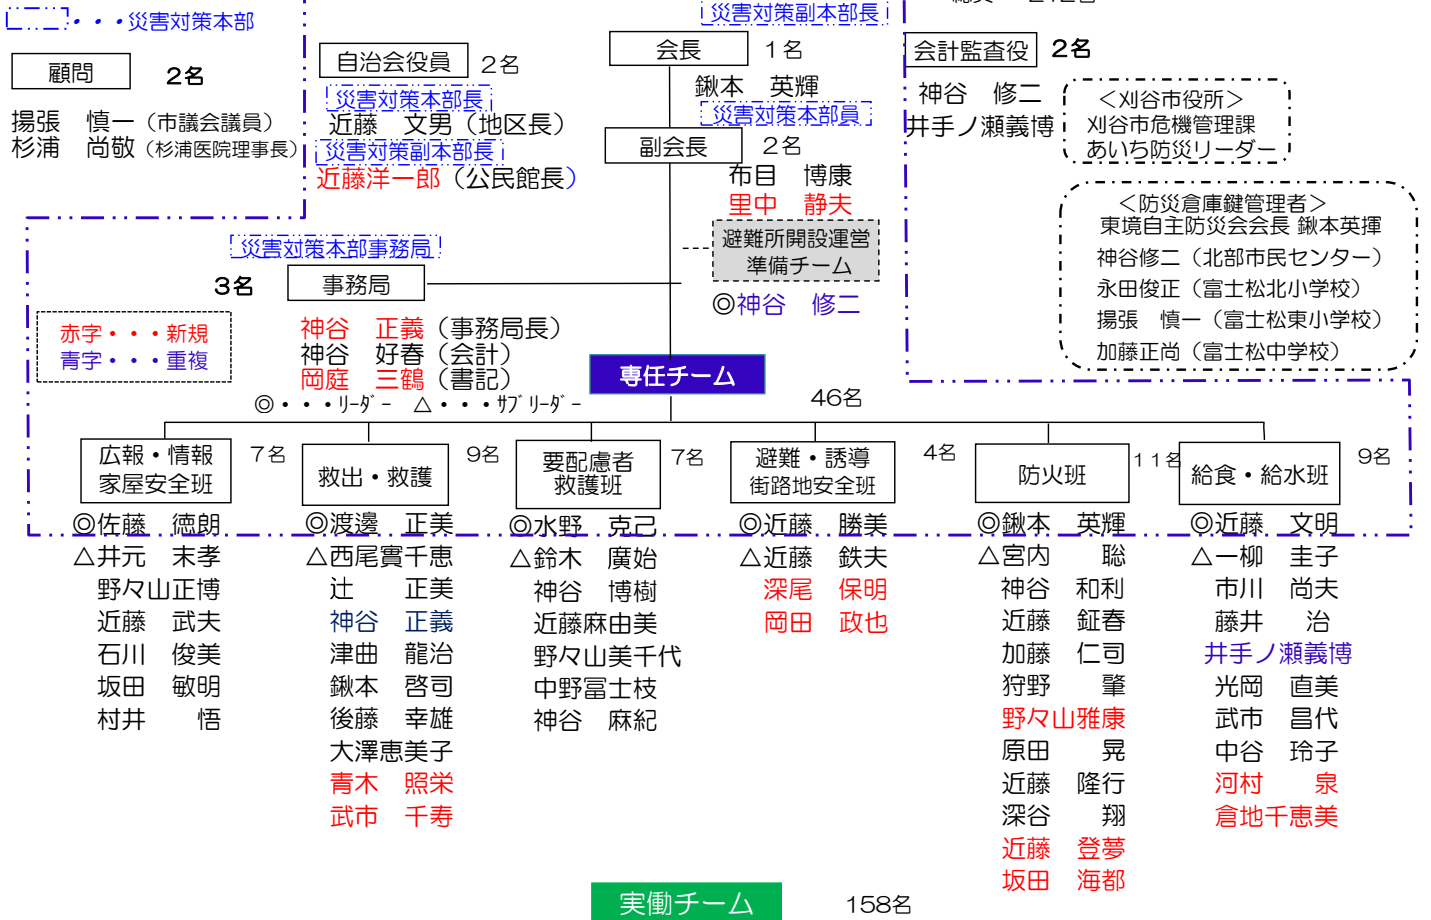 ・・・災害対策本部
災害対策副本部長
顧問 2名
揚張 慎一（市議会議員）
杉浦 尚敬（杉浦医院理事長）
自治会役員 2名
災害対策本部長
近藤 文男（地区長）
災害対策副本部長
近藤洋一郎（公民館長）
会長 1名
鍬本 英輝
災害対策本部員
副会長 2名
布目 博康
里中 静夫
避難所開設運営
準備チーム
◎神谷 修二
会計監査役 2名
神谷 修二
井手ノ瀬義博
＜刈谷市役所＞
刈谷市危機管理課
あいち防災リーダー
＜防災倉庫鍵管理者＞
東境自主防災会会長 鍬本英揮
神谷修二（北部市民センター）
永田俊正（富士松北小学校）
揚張 慎一（富士松東小学校）
加藤正尚（富士松中学校）
災害対策本部事務局
3名 事務局
神谷 正義（事務局長）
神谷 好春（会計）
岡庭 三鶴（書記）
赤字・・・新規
青字・・・重複
◎・・・ﾘｰﾀﾞｰ △・・・ｻﾌﾞﾘｰﾀﾞｰ
専任チーム
46名
広報・情報
家屋安全班
7名
◎佐藤 徳朗
△井元 末孝
野々山正博
近藤 武夫
石川 俊美
坂田 敏明
村井 悟
救出・救護 9名
◎渡邊 正美
△西尾實千恵
辻 正美
神谷 正義
津曲 龍治
鍬本 啓司
後藤 幸雄
大澤恵美子
青木 照栄
武市 千寿
要配慮者
救護班
7名
◎水野 克己
△鈴木 廣始
神谷 博樹
近藤麻由美
野々山美千代
中野冨士枝
神谷 麻紀
避難・誘導
街路地安全班
4名
◎近藤 勝美
△近藤 鉄夫
深尾 保明
岡田 政也
防火班 11名
◎鍬本 英輝
△宮内 聡
神谷 和利
近藤 鉦春
加藤 仁司
狩野 肇
野々山雅康
原田 晃
近藤 隆行
深谷 翔
近藤 登夢
坂田 海都
給食・給水班 9名
◎近藤 文明
△一柳 圭子
市川 尚夫
藤井 治
井手ノ瀬義博
光岡 直美
武市 昌代
中谷 玲子
河村 泉
倉地千恵美
実働チーム 158名